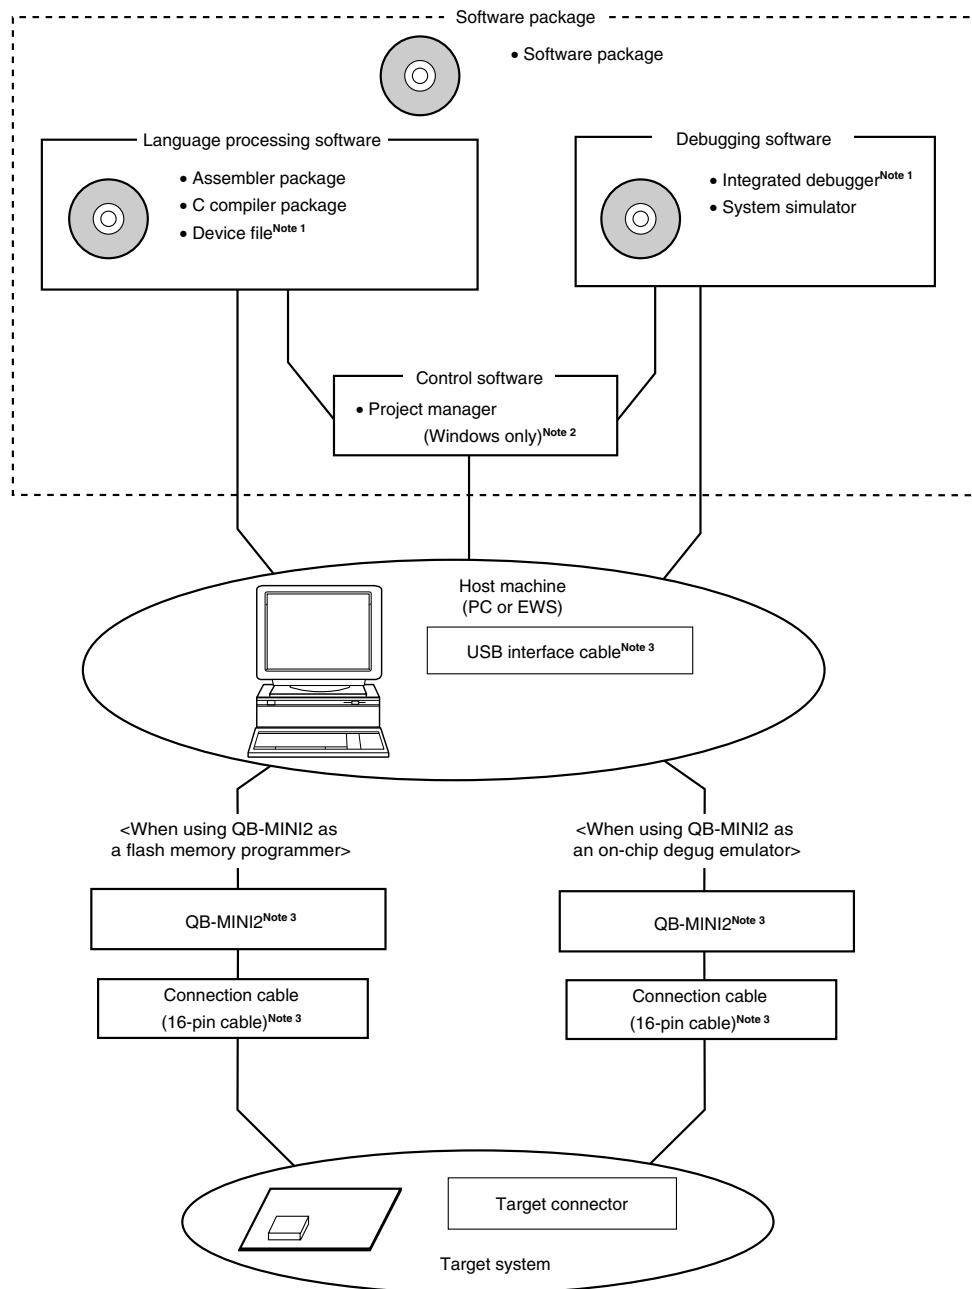 Software package
• Software package
Language processing software
• Assembler package
• C compiler package
• Device fileNote 1
Debugging software
• Integrated debuggerNote 1
• System simulator
Control software
• Project manager
(Windows only)Note 2
Host machine
(PC or EWS)
USB interface cableNote 3
<When using QB-MINI2 as
a flash memory programmer>
<When using QB-MINI2 as
an on-chip degug emulator>
QB-MINI2Note 3
QB-MINI2Note 3
Connection cable
(16-pin cable)Note 3
Connection cable
(16-pin cable)Note 3
Target connector
Target system